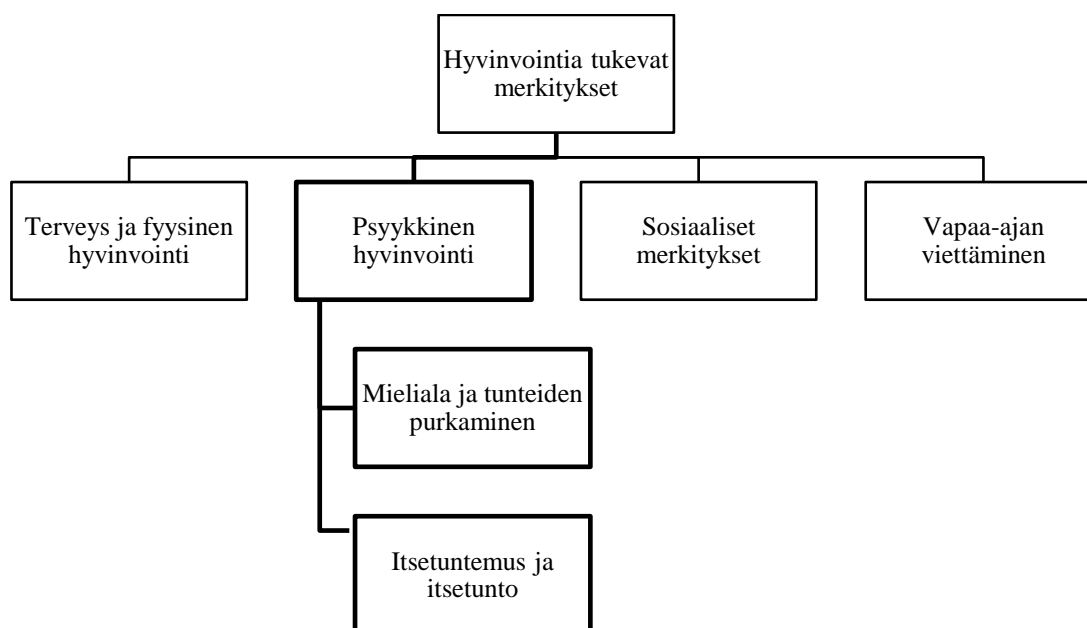 Hyvinvointia tukevat
merkitykset
Terveys ja fyysinen
hyvinvointi
Psyykkinen
hyvinvointi
Sosiaaliset
merkitykset
Vapaa-ajan
viettäminen
Mieliala ja tunteiden
purkaminen
Itsetuntemus ja
itsetunto